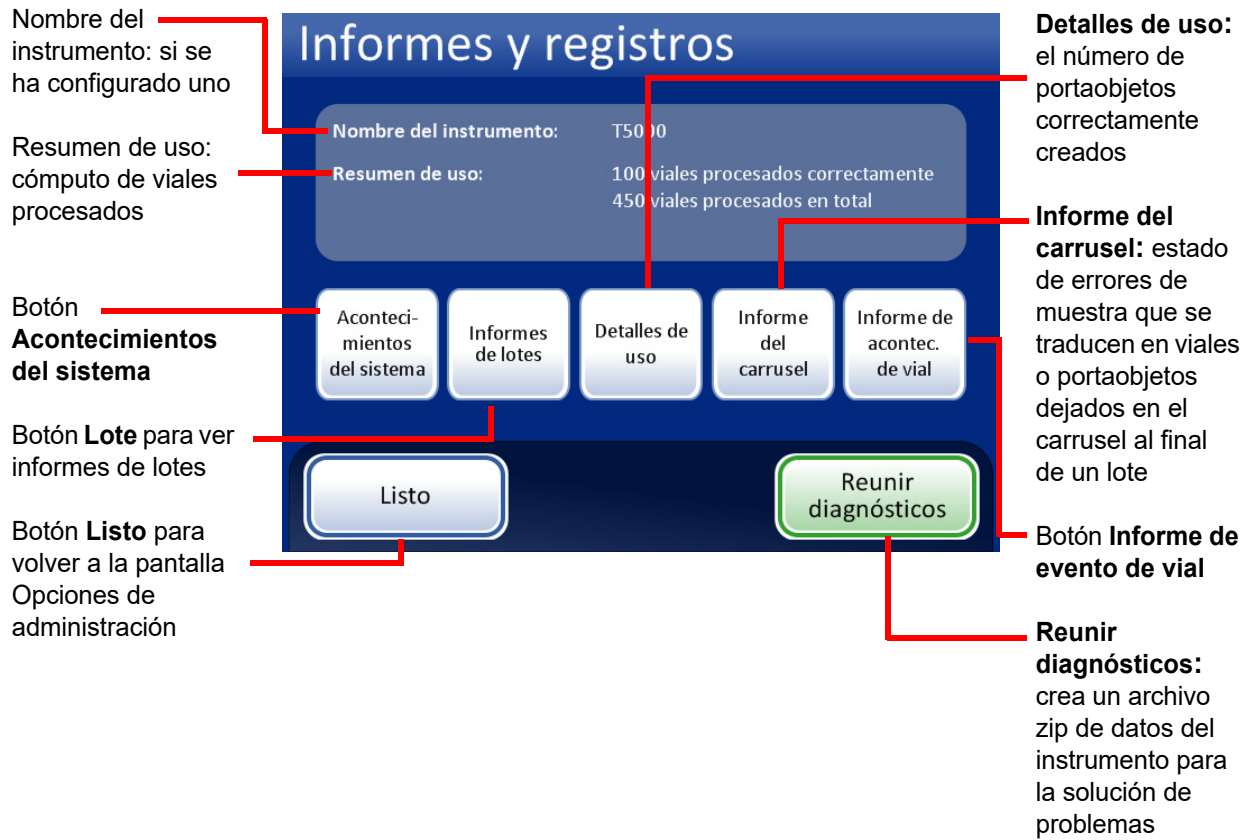 Nombre del
instrumento: si se
ha configurado uno
Resumen de uso:
cómputo de viales
procesados
Botón
Acontecimientos
del sistema
Botón Lote para ver
informes de lotes
Botón Listo para
volver a la pantalla
Opciones de
administración
Informes y registros
Nombre del instrumento: T5000
Resumen de uso: 100 viales procesados correctamente
450 viales procesados en total
Aconteci-
mientos
del sistema
Informes
de lotes
Detalles de
uso
Informe
del
carrusel
Informe de
acontec.
de vial
Listo
Reunir
diagnósticos
Detalles de uso:
el número de
portaobjetos
correctamente
creados
Informe del
carrusel: estado
de errores de
muestra que se
traducen en viales
o portaobjetos
dejados en el
carrusel al final
de un lote
Botón Informe de
evento de vial
Reunir
diagnósticos:
crea un archivo
zip de datos del
instrumento para
la solución de
problemas